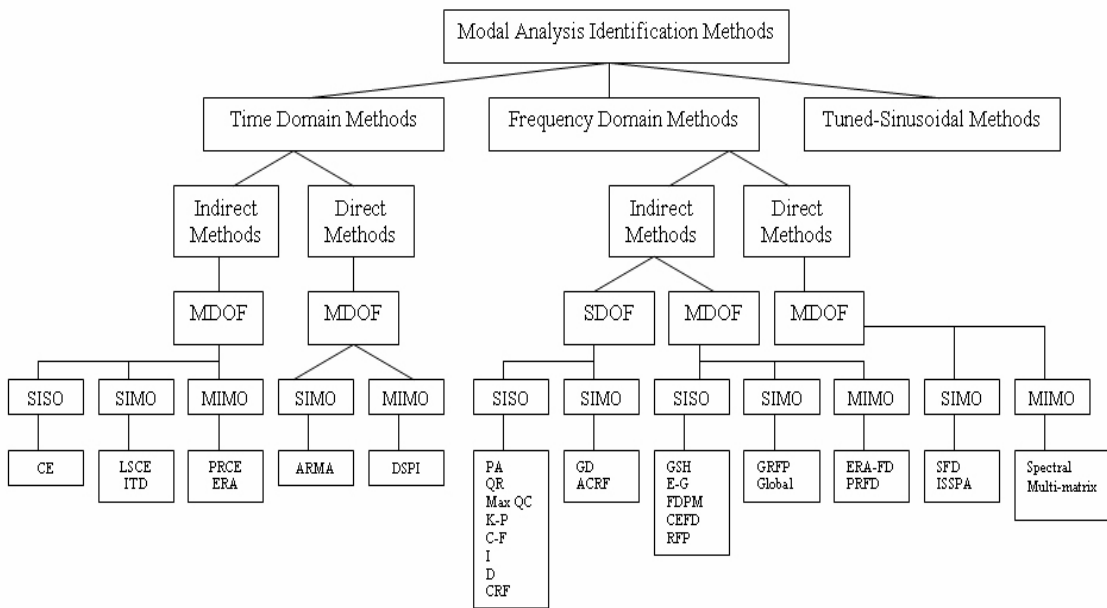 Modal Analysis Identification Methods
Time Domain Methods
Frequency Domain Methods
Tuned-Sinusoidal Methods
Indirect
Methods
Direct
Methods
Indirect
Methods
Direct
Methods
MDOF
MDOF
SDOF
MDOF
MDOF
SISO
SIMO
MIMO
SIMO
MIMO
SISO
SIMO
SISO
SIMO
MIMO
SIMO
MIMO
CE
LSCE
ITD
PRCE
ERA
ARMA
DSPI
PA
QR
Max QC
K-P
C-F
I
D
CRF
GD
ACRF
GSH
E-G
FDPM
CEFD
RFP
GRFP
Global
ERA-FD
PRFD
SFD
ISSPA
Spectral
Multi-matrix